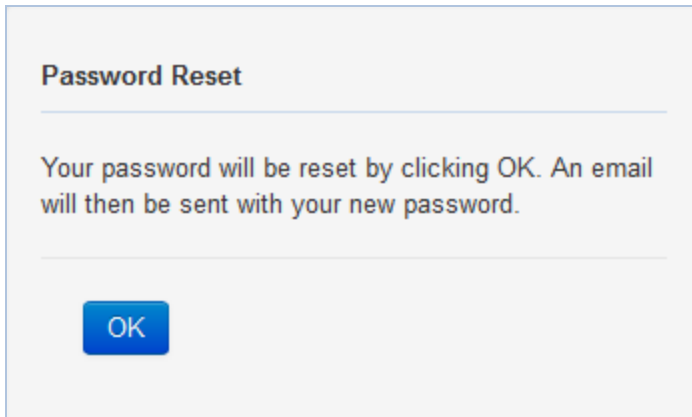 Password Reset
Your password will be reset by clicking OK. An email
will then be sent with your new password.
OK